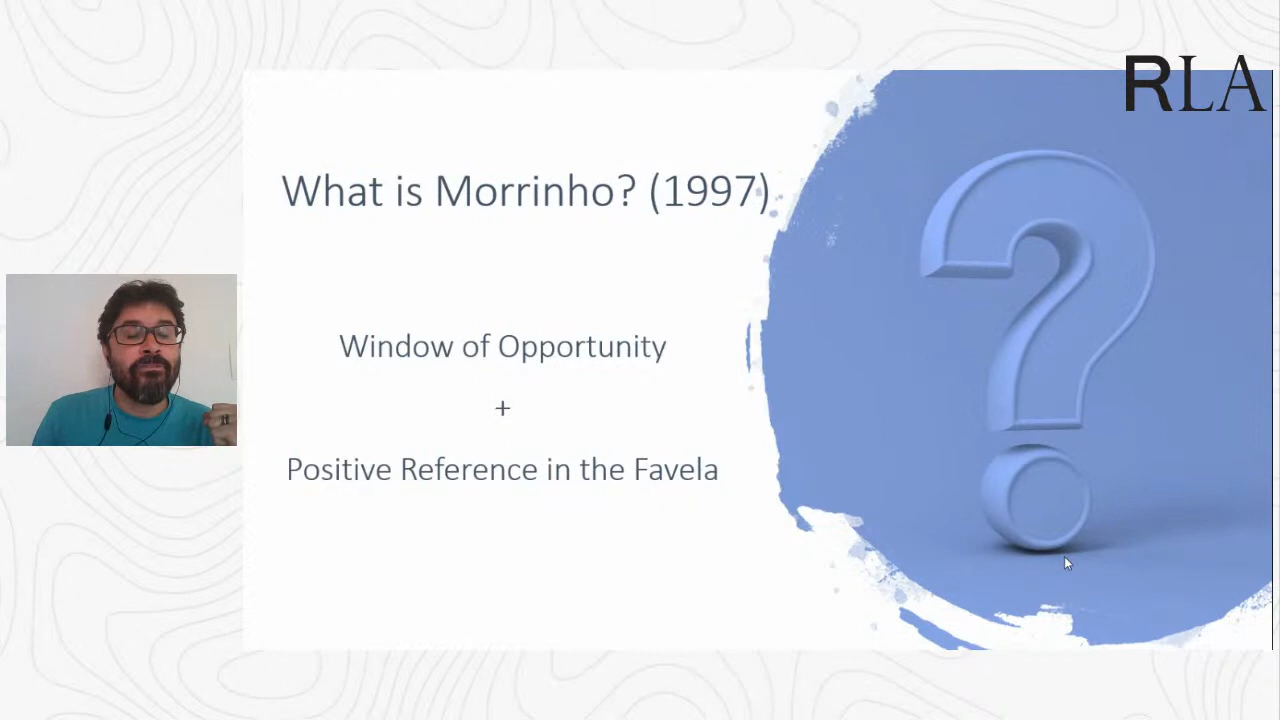 RLA
What is Morrinho? (1997)
Window of Opportunity
+
Positive Reference in the Favela